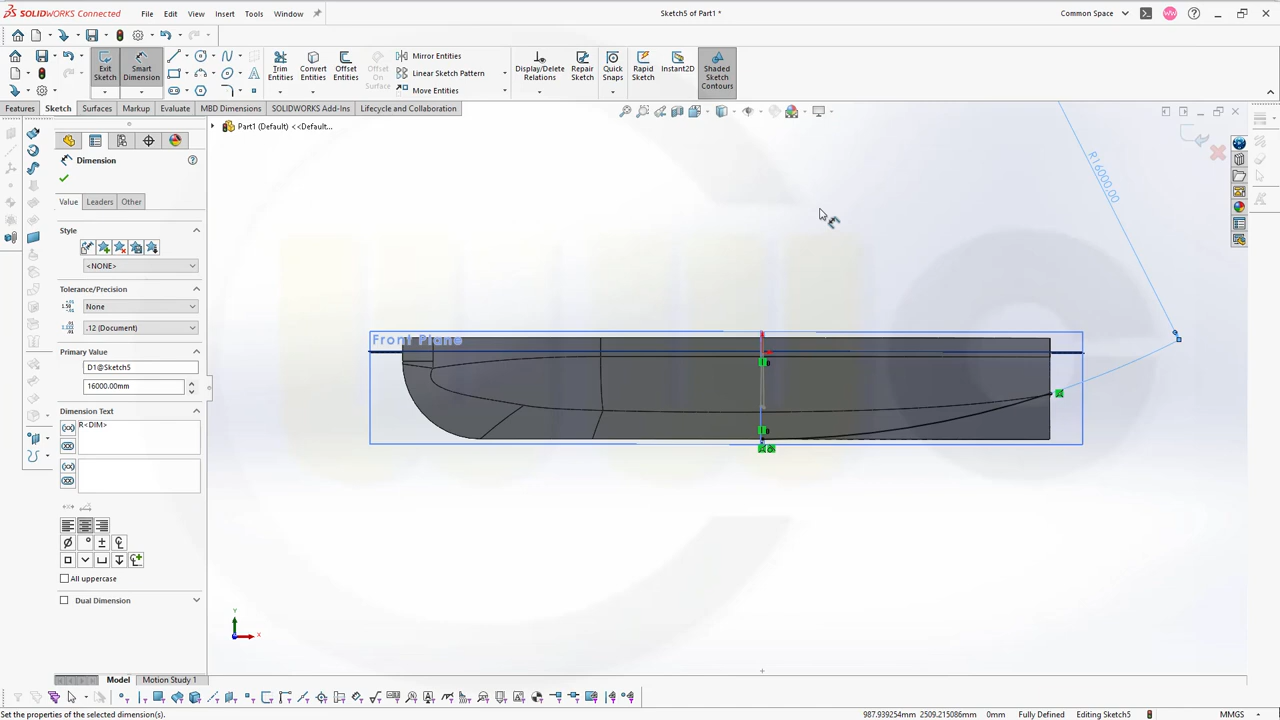 SOLIDWORKS Connected
File
Edit
View
Insert
Tools
Window
Sketch5 of Part1 *
Common Space
WW
Exit Sketch
Smart Dimension
Trim Entities
Convert Entities
Offset Entities
Offset On Surface
Mirror Entities
Linear Sketch Pattern
Move Entities
Display/Delete Relations
Repair Sketch
Quick Snaps
Rapid Sketch
Instant2D
Shaded Sketch Contours
Features
Sketch
Surfaces
Markup
Evaluate
MBD Dimensions
SOLIDWORKS Add-Ins
Lifecycle and Collaboration
Part1 (Default) <<Default...
Dimension
Value
Leaders
Other
Style
<NONE>
Tolerance/Precision
None
.12 (Document)
Primary Value
D1@Sketch5
16000.00mm
Dimension Text
R<DIM>
All uppercase
Dual Dimension
R16000.00
Front Plane
Y
X
Model
Motion Study 1
Set the properties of the selected dimension(s).
987.939254mm
2509.215086mm
0mm
Fully Defined
Editing Sketch5
MMGS